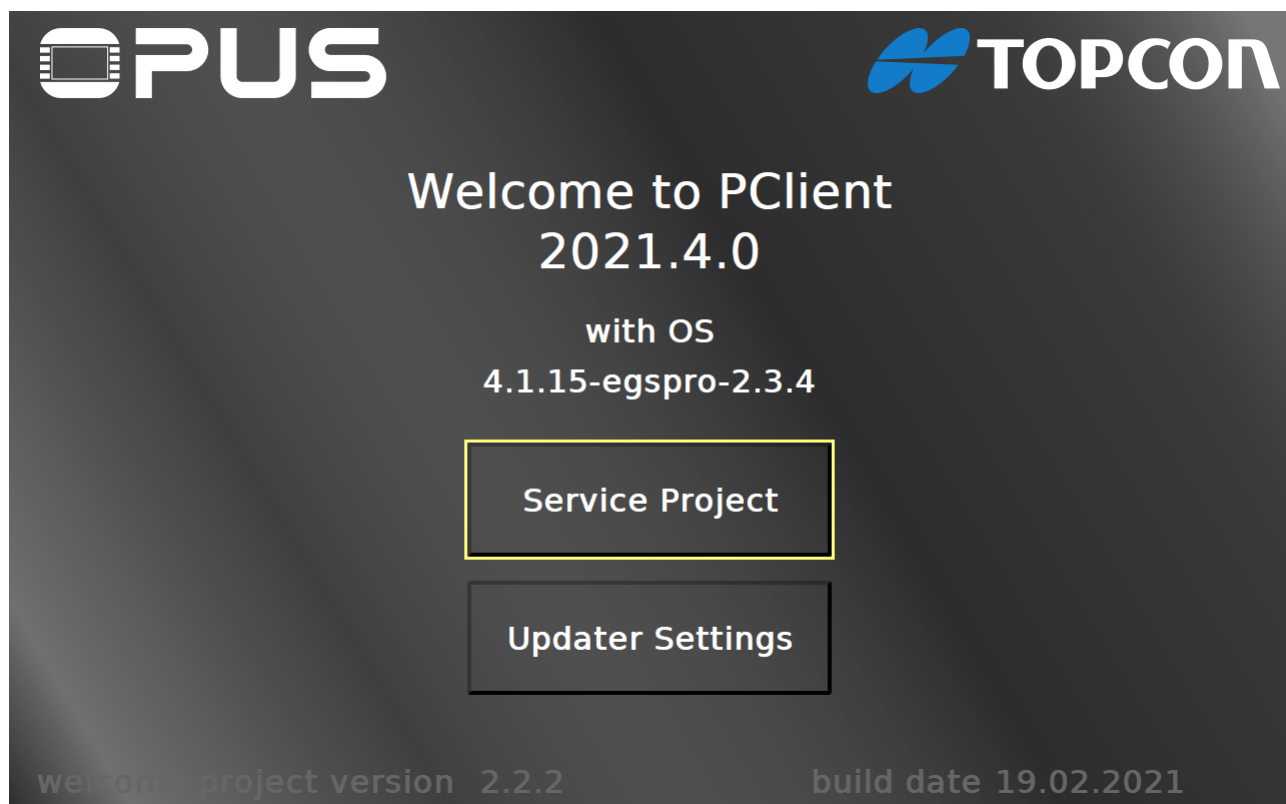 OPUS
TOPCON
Welcome to PClient
2021.4.0
with OS
4.1.15-egspro-2.3.4
Service Project
Updater Settings
welcome project version 2.2.2
build date 19.02.2021